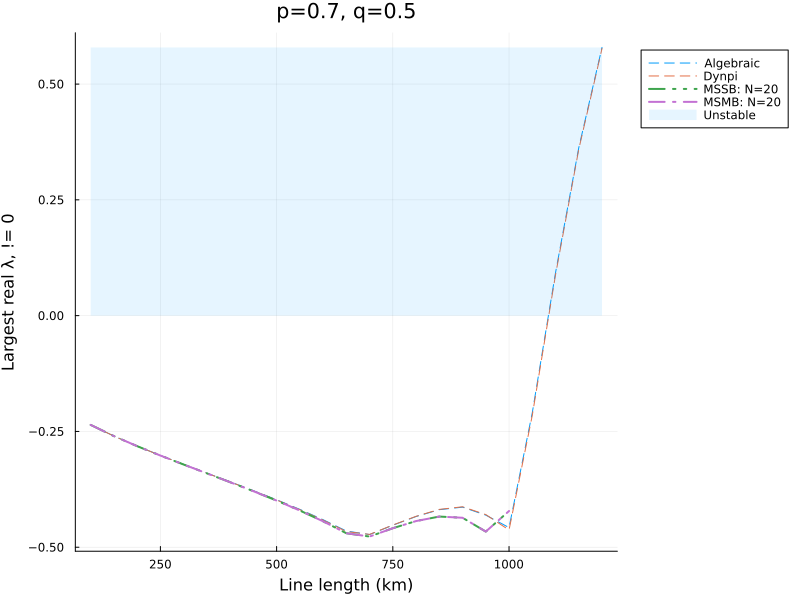 p=0.7, q=0.5
Largest real λ, != 0
0.50
0.25
0.00
−0.25
−0.50
250
500
750
1000
Line length (km)
Algebraic
Dynpi
MSSB: N=20
MSMB: N=20
Unstable